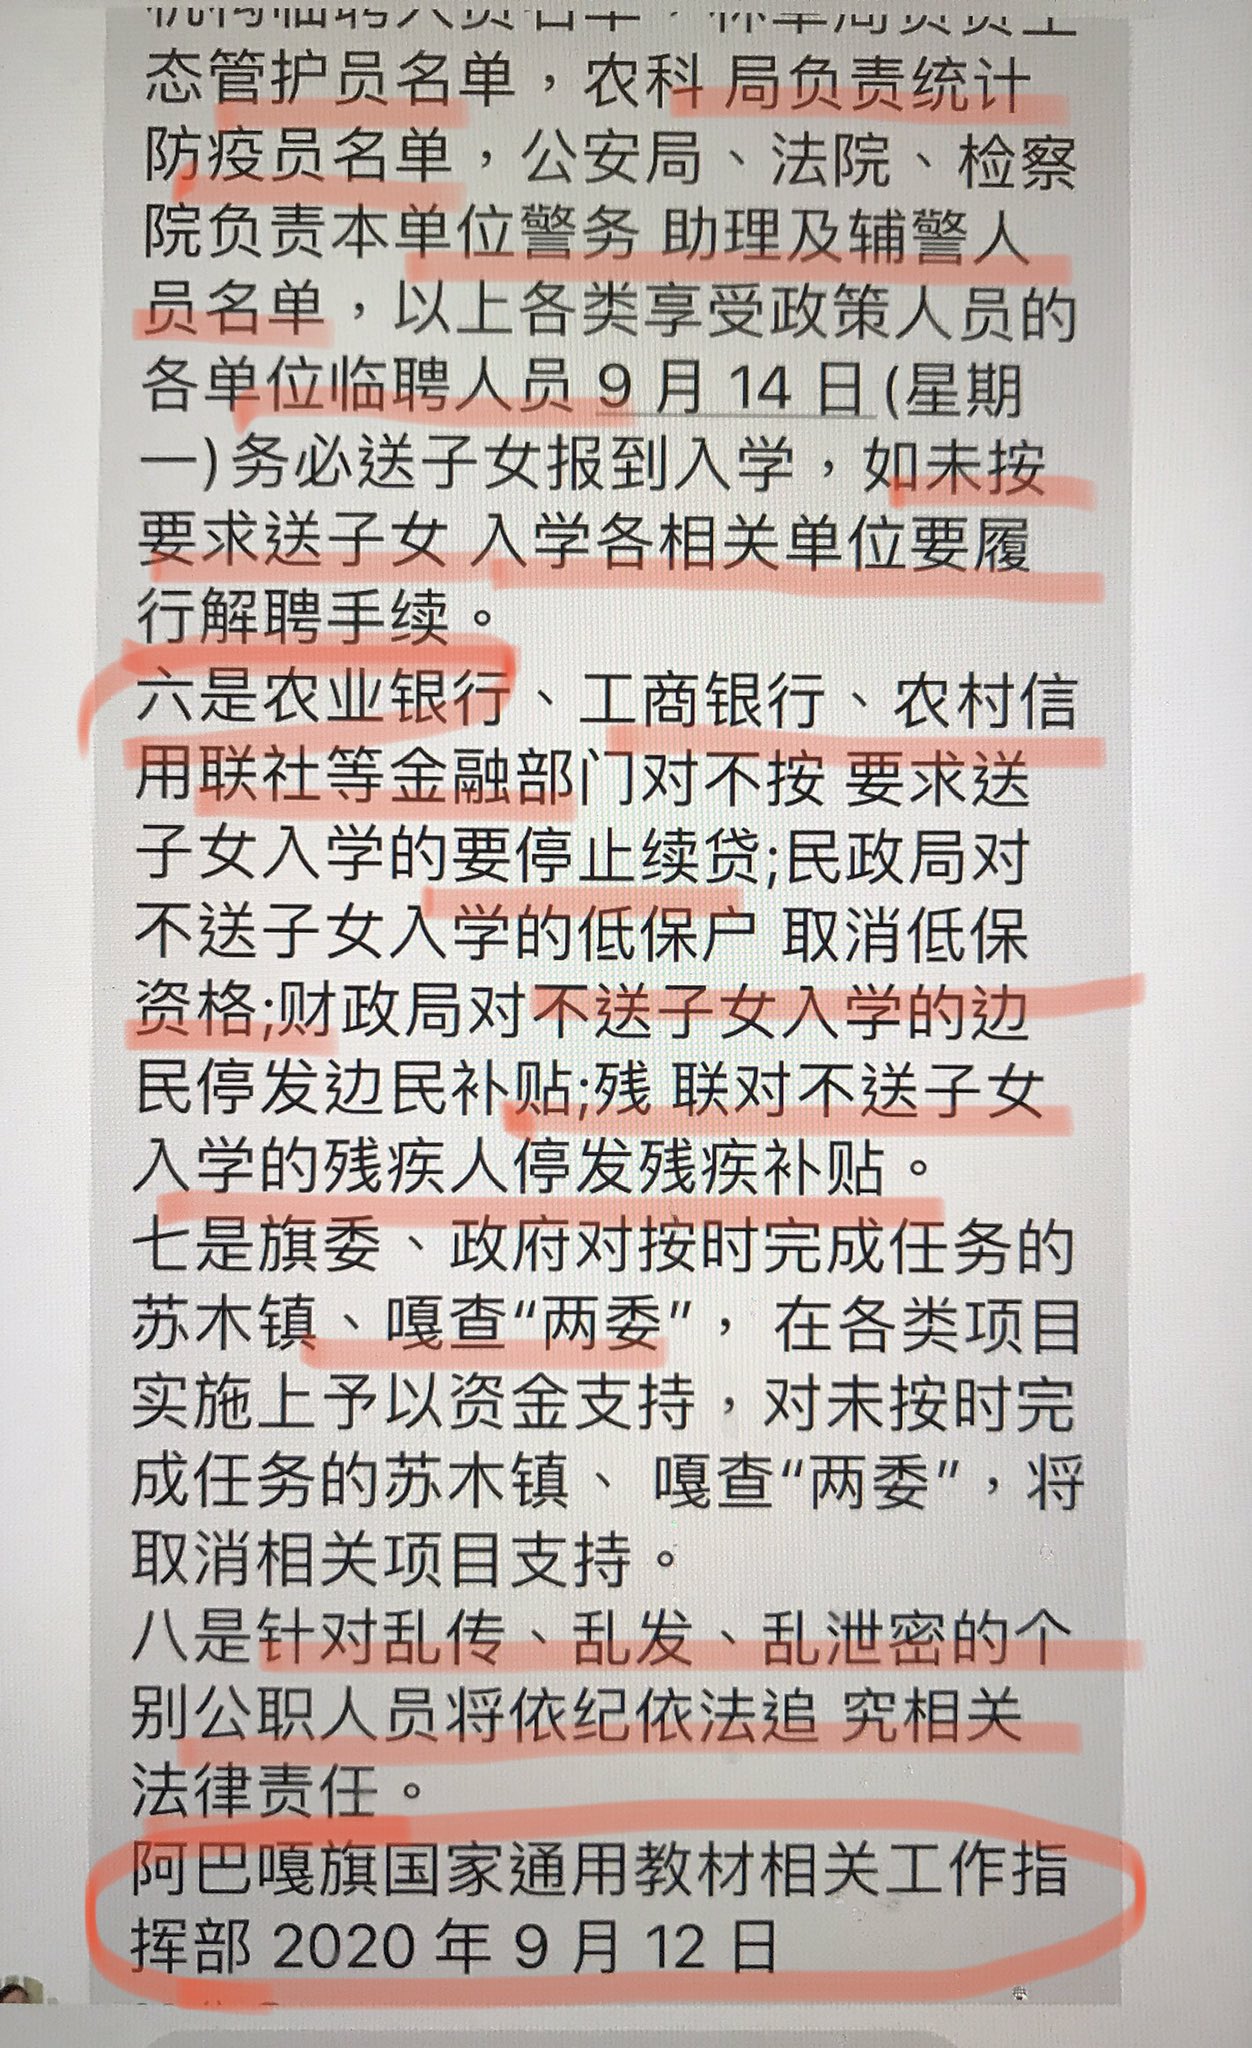 机构临聘人员名单，林草局负责生
态管护员名单，农科 局负责统计
防疫员名单，公安局、法院、检察
院负责本单位警务 助理及辅警人
员名单，以上各类享受政策人员的
各单位临聘人员 9 月 14 日(星期
一)务必送子女报到入学，如未按
要求送子女 入学各相关单位要履
行解聘手续。
六是农业银行、工商银行、农村信
用联社等金融部门对不按 要求送
子女入学的要停止续贷;民政局对
不送子女入学的低保户 取消低保
资格;财政局对不送子女入学的边
民停发边民补贴;残 联对不送子女
入学的残疾人停发残疾补贴。
七是旗委、政府对按时完成任务的
苏木镇、嘎查“两委”， 在各类项目
实施上予以资金支持，对未按时完
成任务的苏木镇、 嘎查“两委”，将
取消相关项目支持。
八是针对乱传、乱发、乱泄密的个
别公职人员将依纪依法追 究相关
法律责任。
阿巴嘎旗国家通用教材相关工作指
挥部 2020 年 9 月 12 日